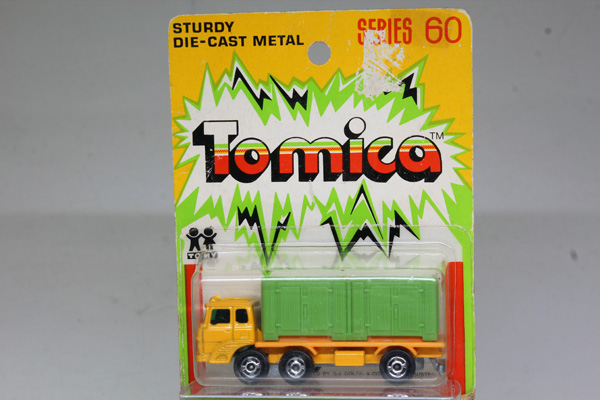 STURDY
DIE-CAST METAL
SERIES 60
Tomica™
TOMY